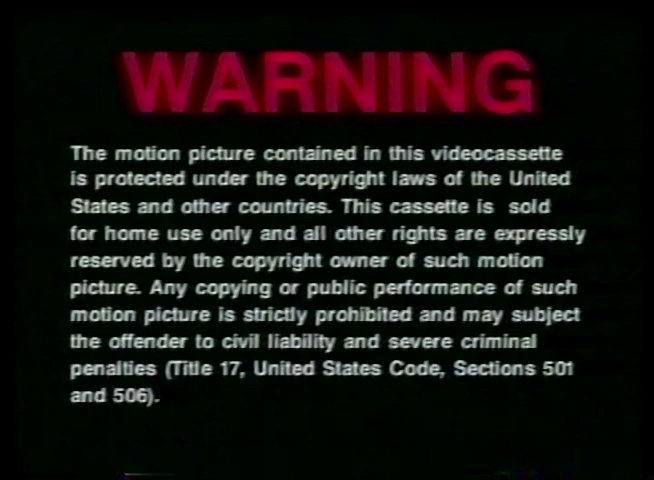 WARNING
The motion picture contained in this videocassette
is protected under the copyright laws of the United
States and other countries. This cassette is sold
for home use only and all other rights are expressly
reserved by the copyright owner of such motion
picture. Any copying or public performance of such
motion picture is strictly prohibited and may subject
the offender to civil liability and severe criminal
penalties (Title 17, United States Code, Sections 501
and 506).